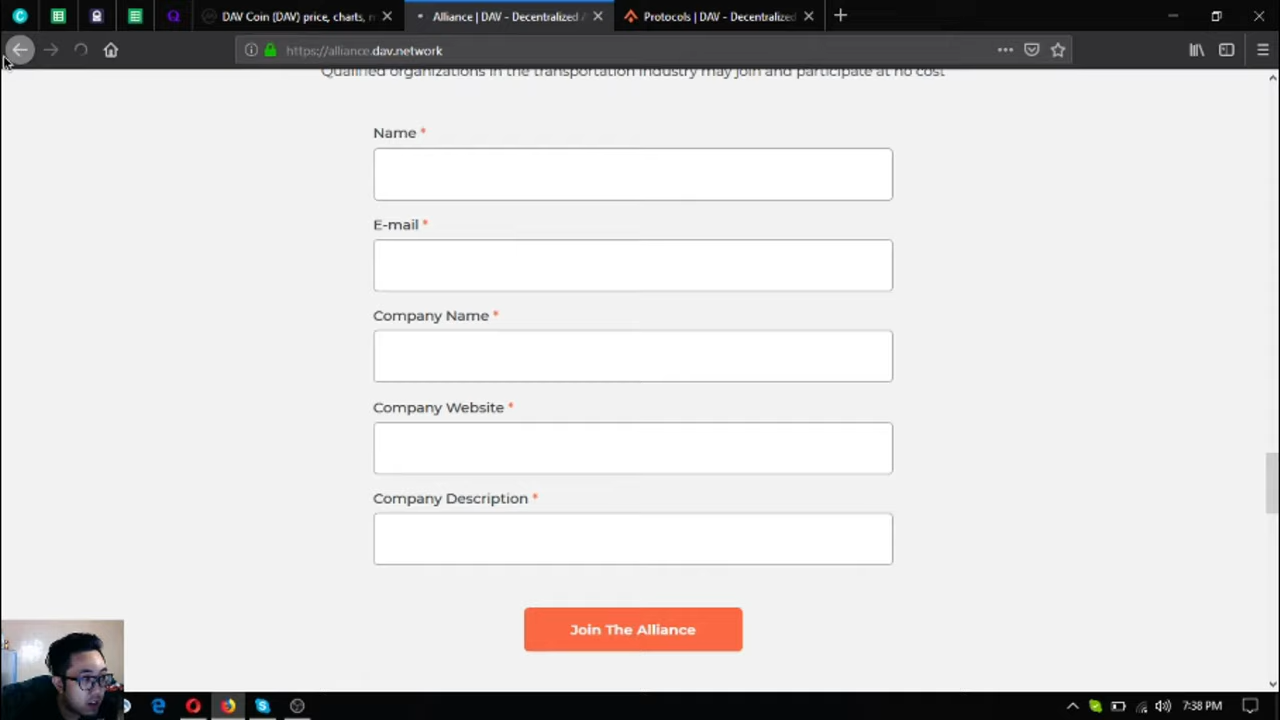 DAV Coin (DAV) price, charts, m
Alliance | DAV - Decentralized A
Protocols | DAV - Decentralized
https://alliance.dav.network
Qualified organizations in the transportation industry may join and participate at no cost
Name *
E-mail *
Company Name *
Company Website *
Company Description *
Join The Alliance
7:38 PM